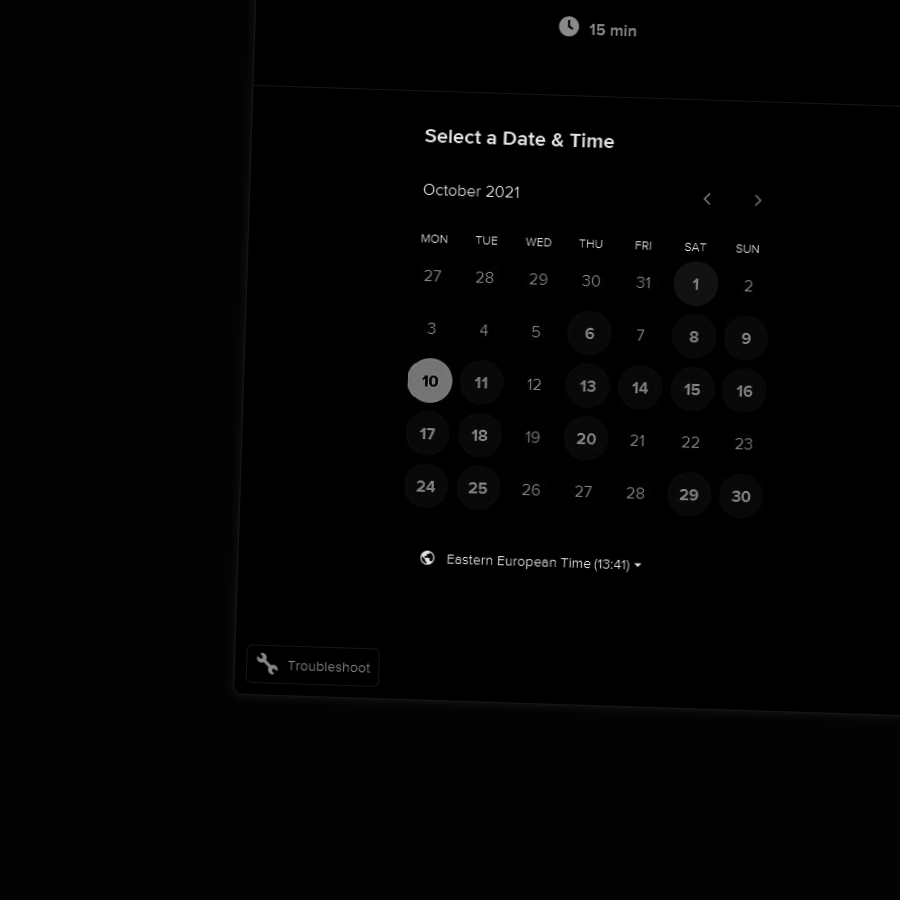 15 min
Select a Date & Time
October 2021
MON TUE WED THU FRI SAT SUN
27 28 29 30 31 1 2
3 4 5 6 7 8 9
10 11 12 13 14 15 16
17 18 19 20 21 22 23
24 25 26 27 28 29 30
Eastern European Time (13:41)
Troubleshoot